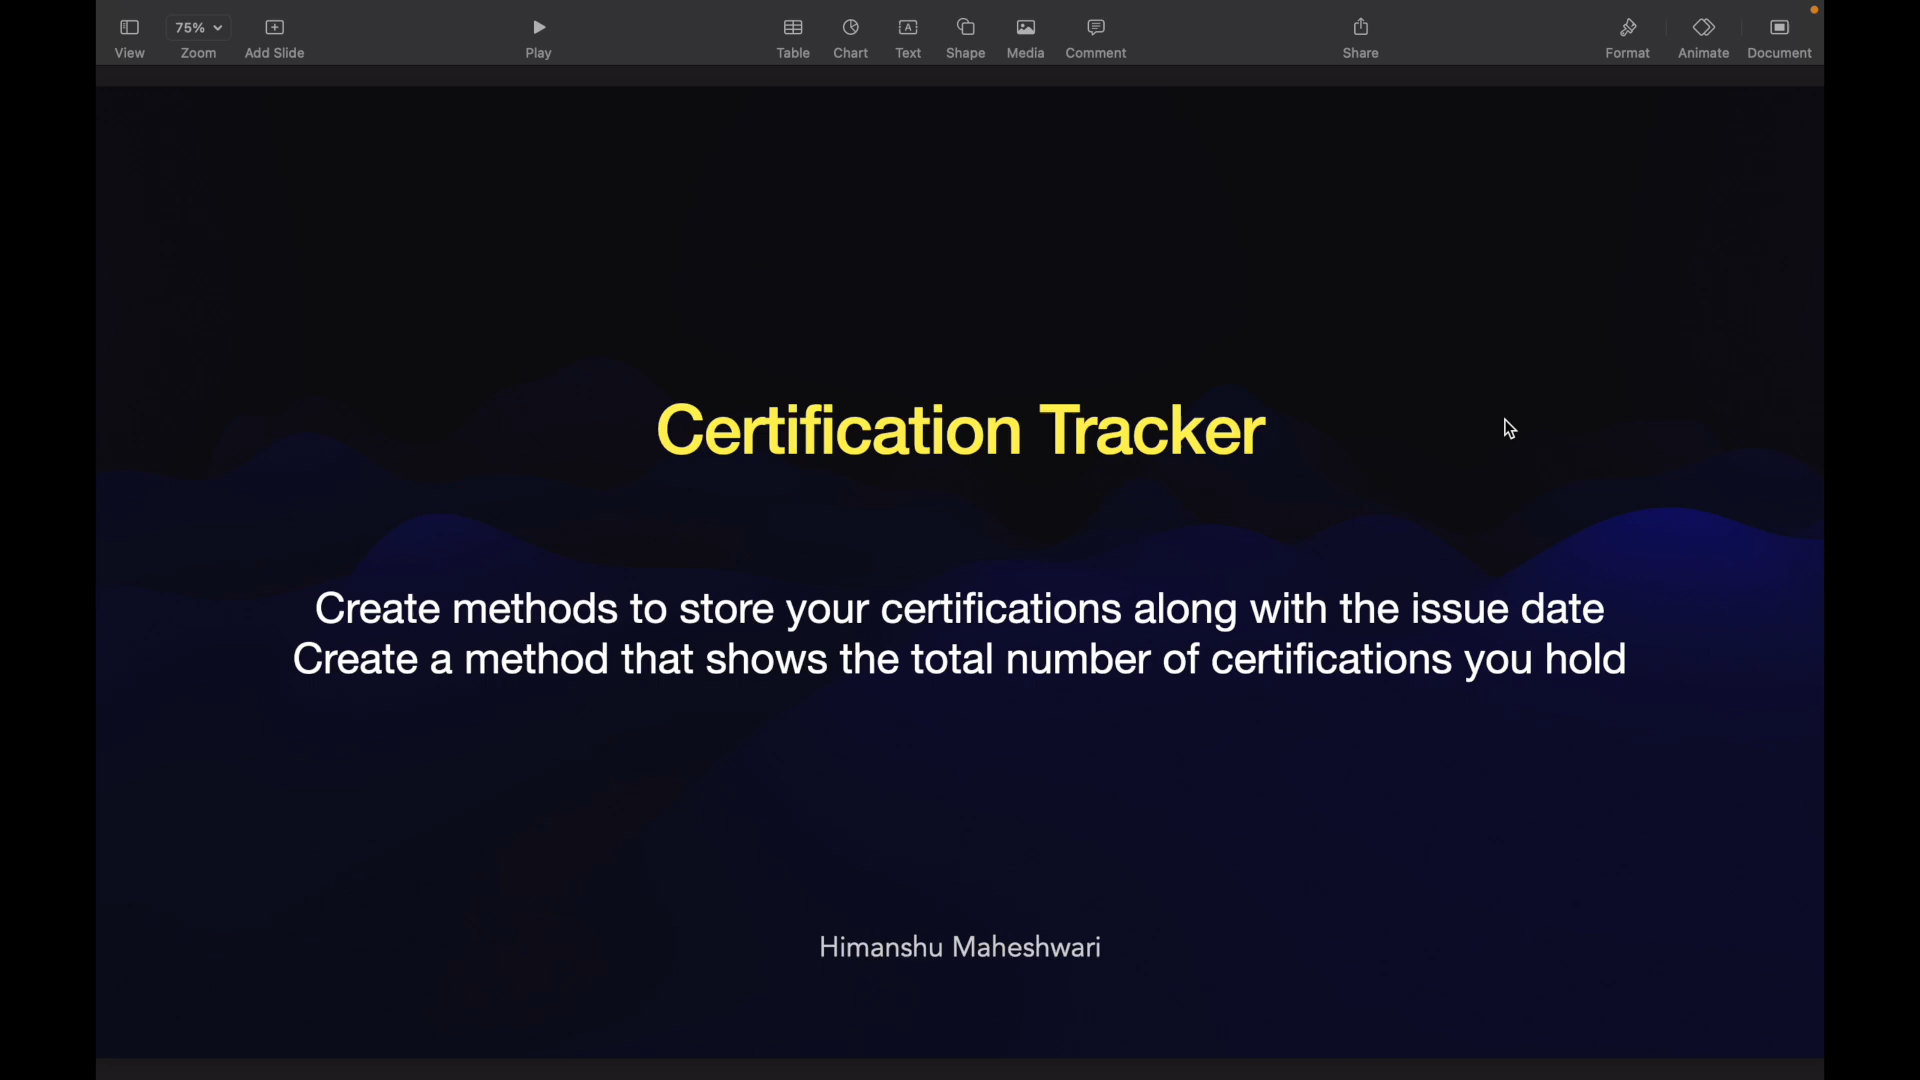 75%
View
Zoom
Add Slide
Play
Table
Chart
Text
Shape
Media
Comment
Share
Format
Animate
Document
Certification Tracker
Create methods to store your certifications along with the issue date
Create a method that shows the total number of certifications you hold
Himanshu Maheshwari